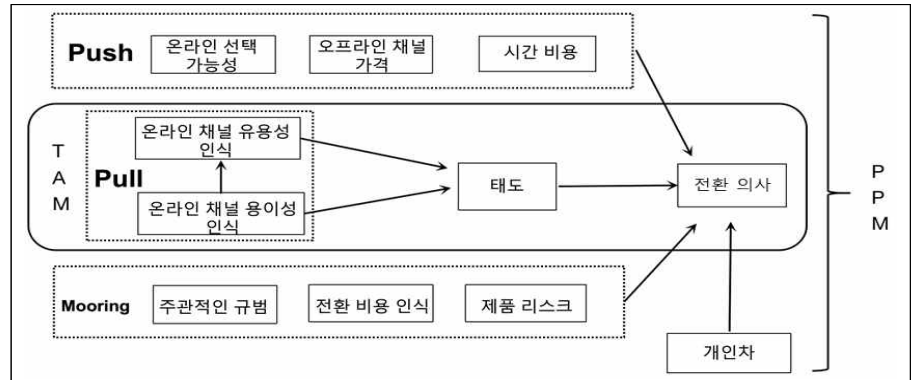 Push
온라인 선택
가능성
오프라인 채널
가격
시간 비용
TAM
Pull
온라인 채널 유용성
인식
온라인 채널 용이성
인식
태도
전환 의사
PPM
Mooring
주관적인 규범
전환 비용 인식
제품 리스크
개인차